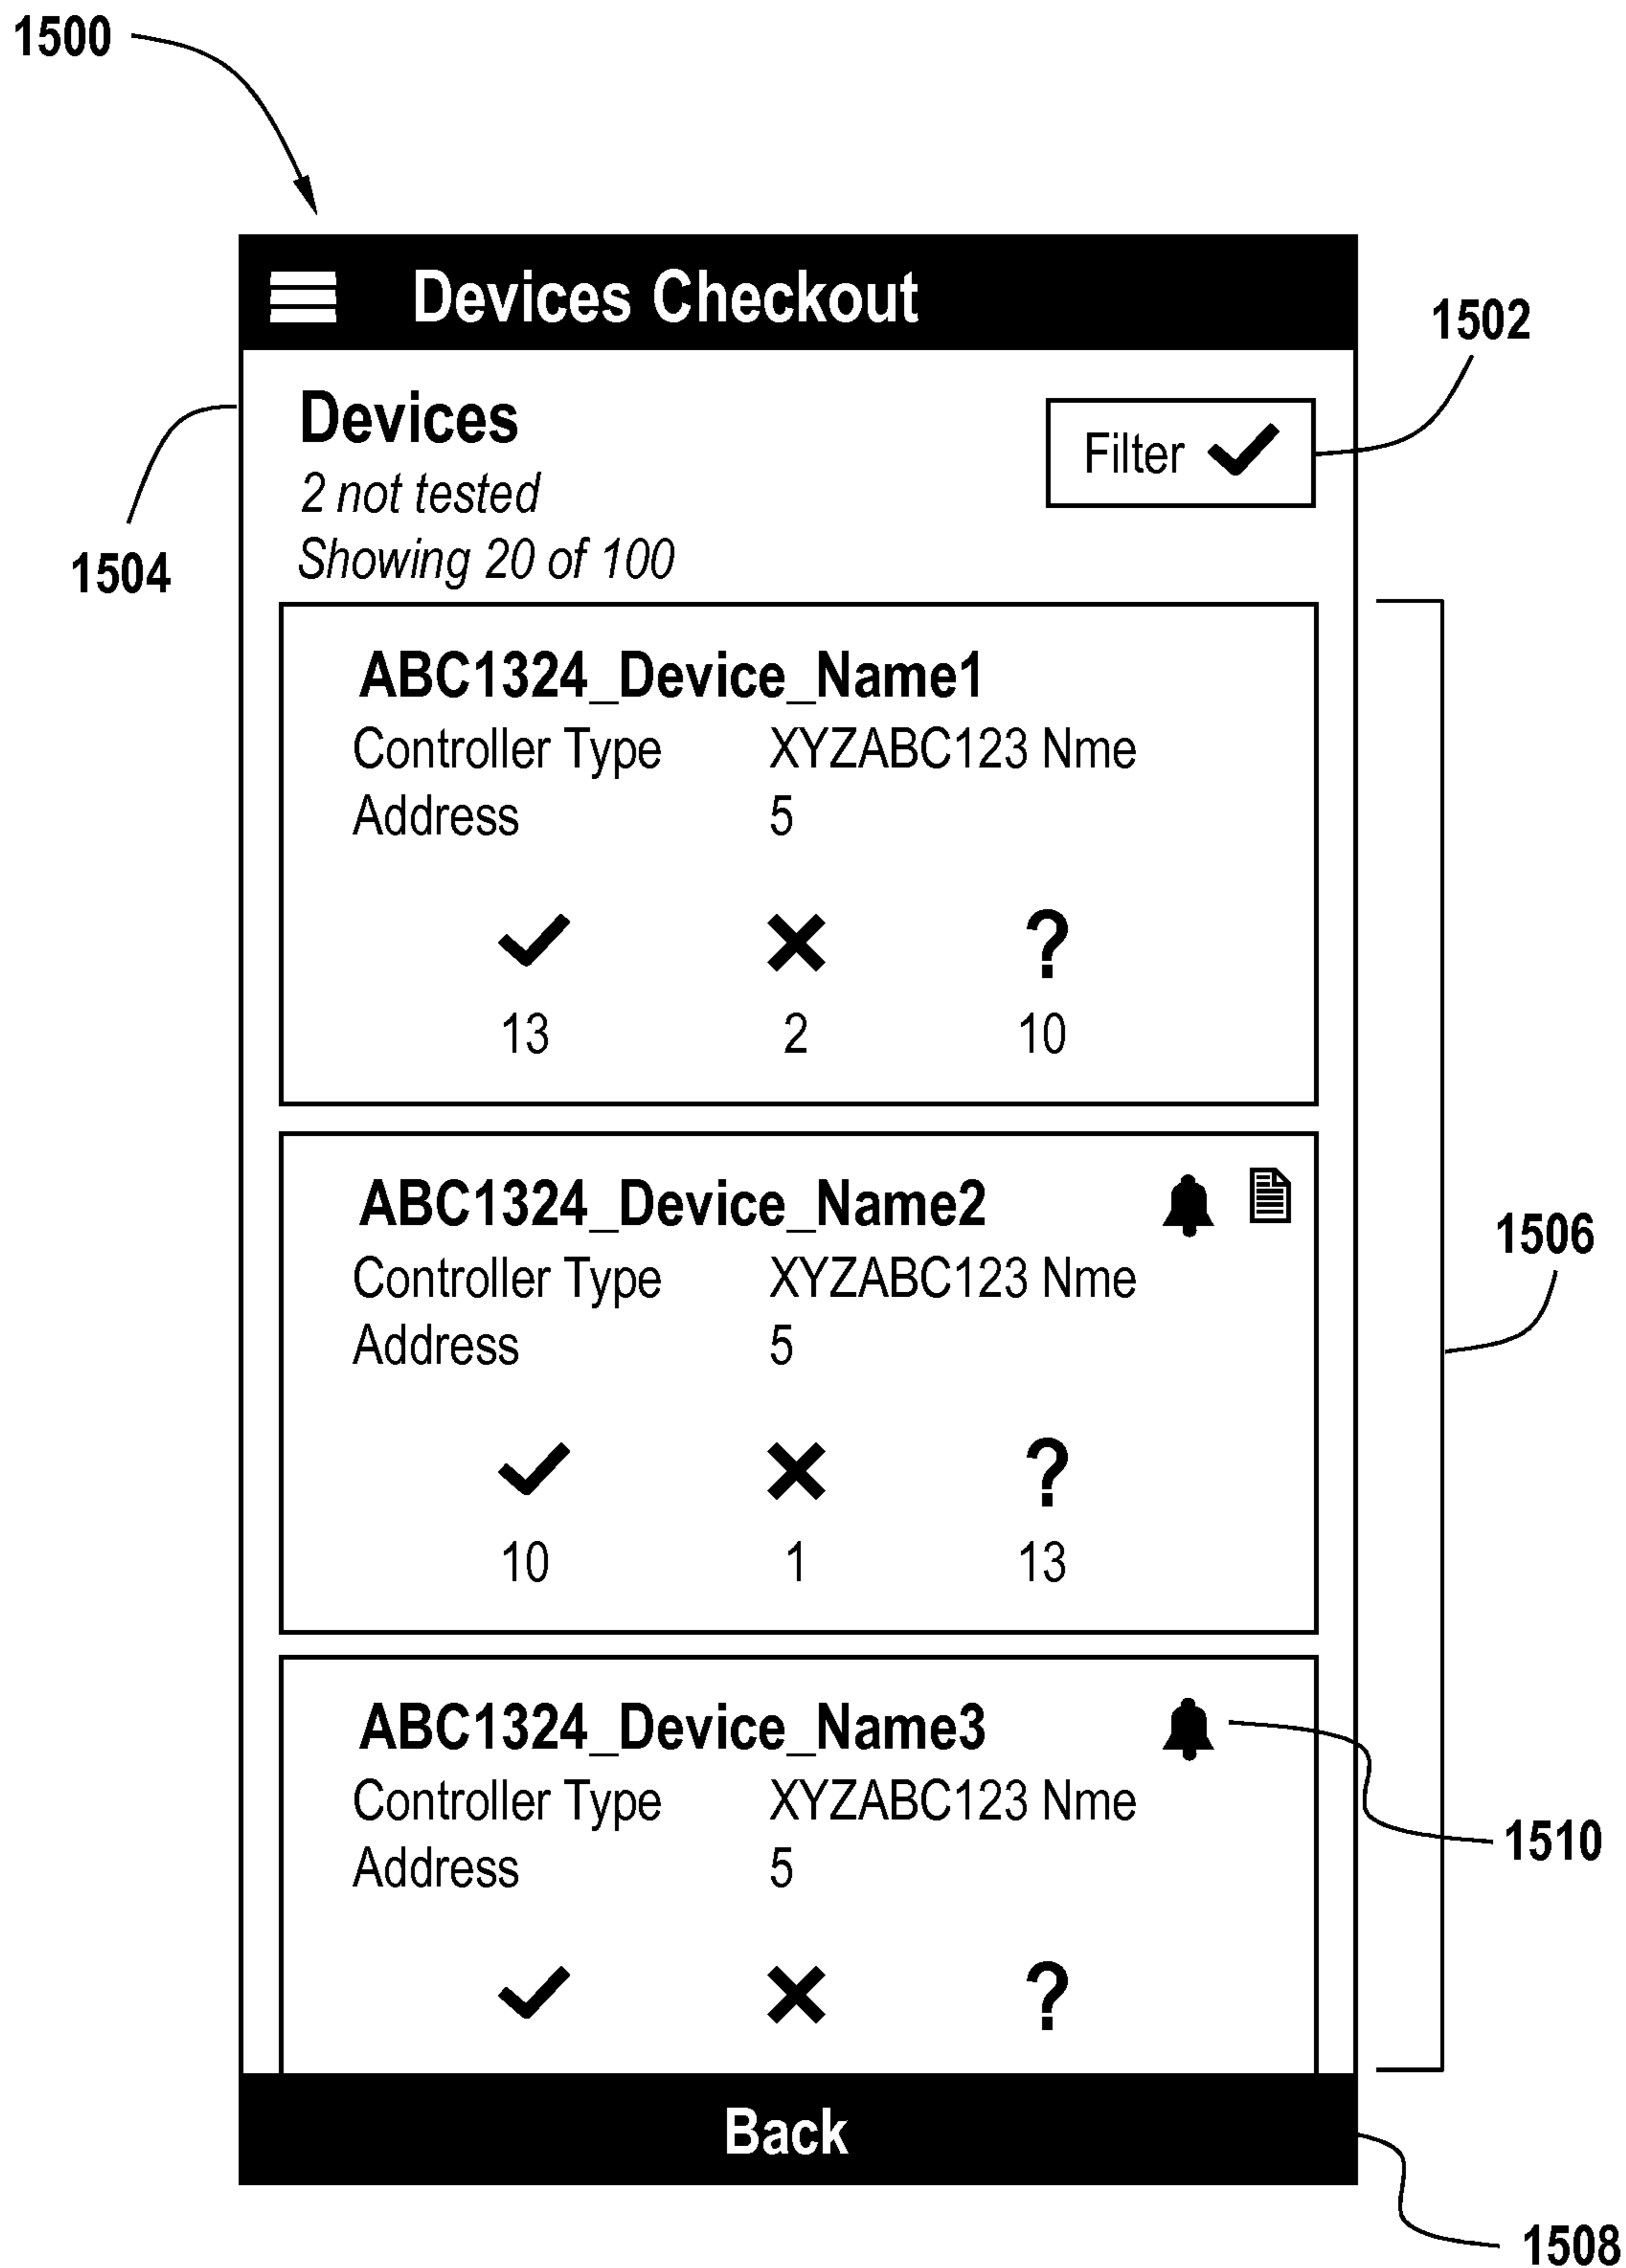 1500
Devices Checkout
1502
Devices
Filter
2 not tested
Showing 20 of 100
1504
ABC1324_Device_Name1
Controller Type XYZABC123 Nme
Address 5
13 2 10
ABC1324_Device_Name2
1506
Controller Type XYZABC123 Nme
Address 5
10 1 13
ABC1324_Device_Name3
Controller Type XYZABC123 Nme
1510
Address 5
? 
Back
1508